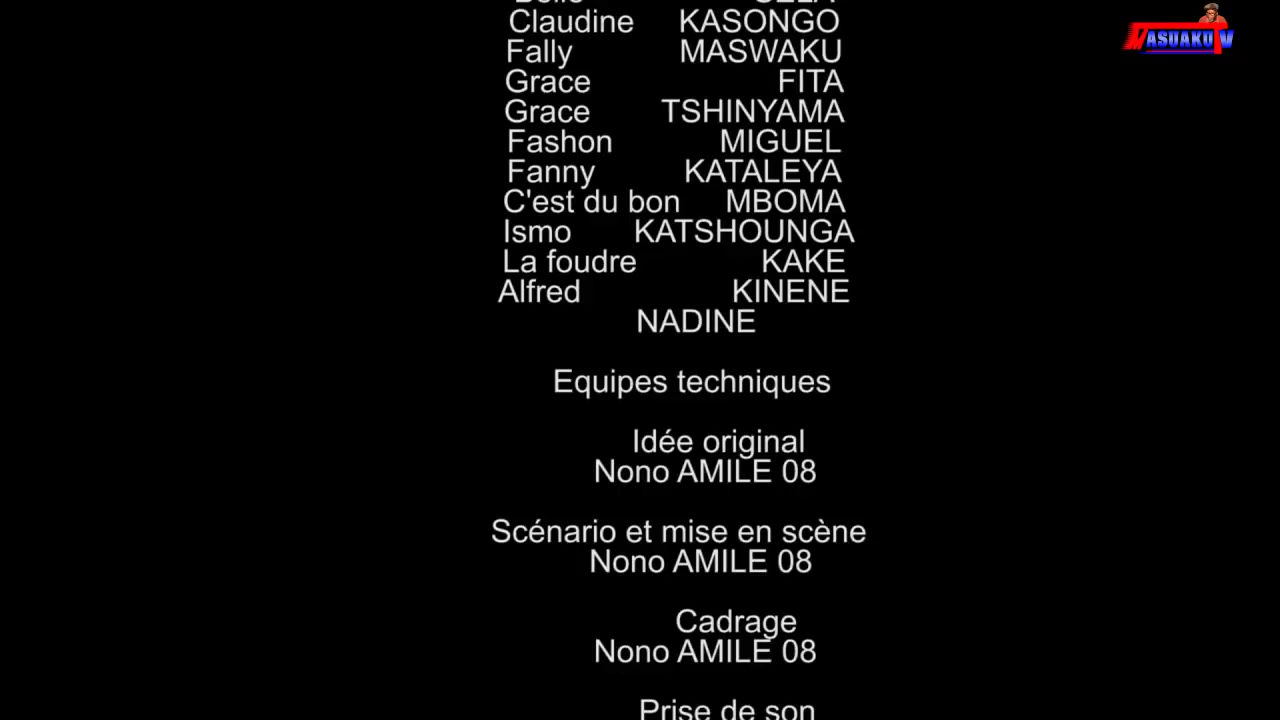 Claudine KASONGO
Fally MASWAKU
Grace FITA
Grace TSHINYAMA
Fashon MIGUEL
Fanny KATALEYA
C'est du bon MBOMA
Ismo KATSHOUNGA
La foudre KAKE
Alfred KINENE
NADINE
Equipes techniques
Idée original
Nono AMILE 08
Scénario et mise en scène
Nono AMILE 08
Cadrage
Nono AMILE 08
Prise de son